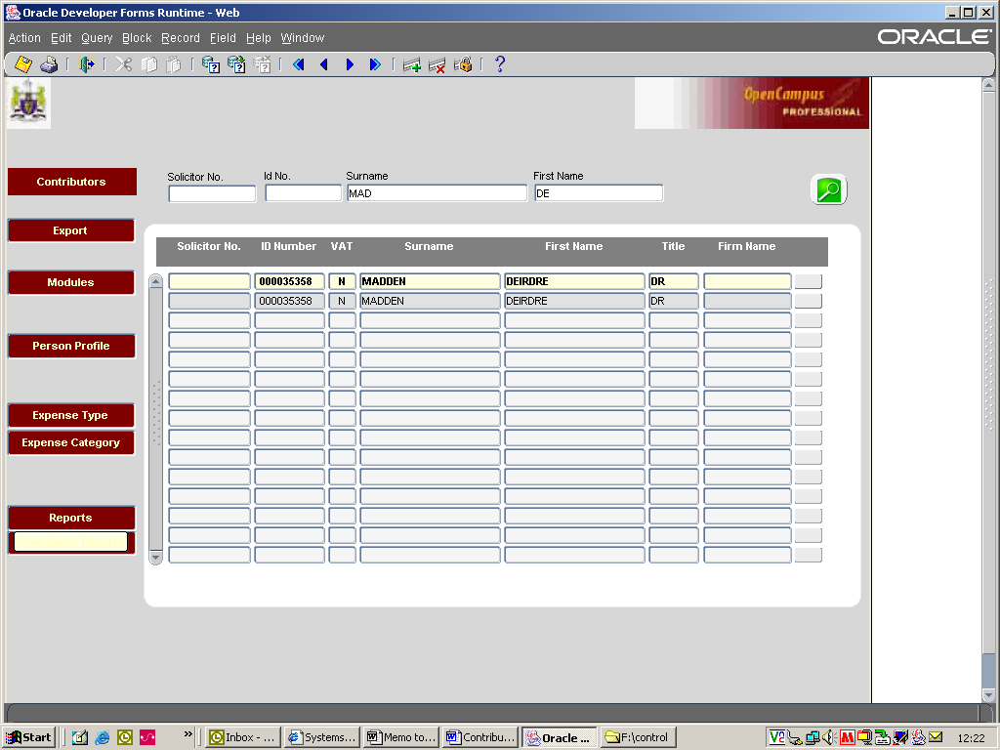 Oracle Developer Forms Runtime - Web
Action Edit Query Block Record Field Help Window
ORACLE
OpenCampus
PROFESSIONAL
Contributors
Solicitor No. Id No. Surname First Name
MAD DE
Export
Solicitor No. ID Number VAT Surname First Name Title Firm Name
Modules
000035358 N MADDEN DEIRDRE DR
000035358 N MADDEN DEIRDRE DR
Person Profile
Expense Type
Expense Category
Reports
Start » Inbox - ... Systems... Memo to... Contribu... Oracle ... F:\control 12:22